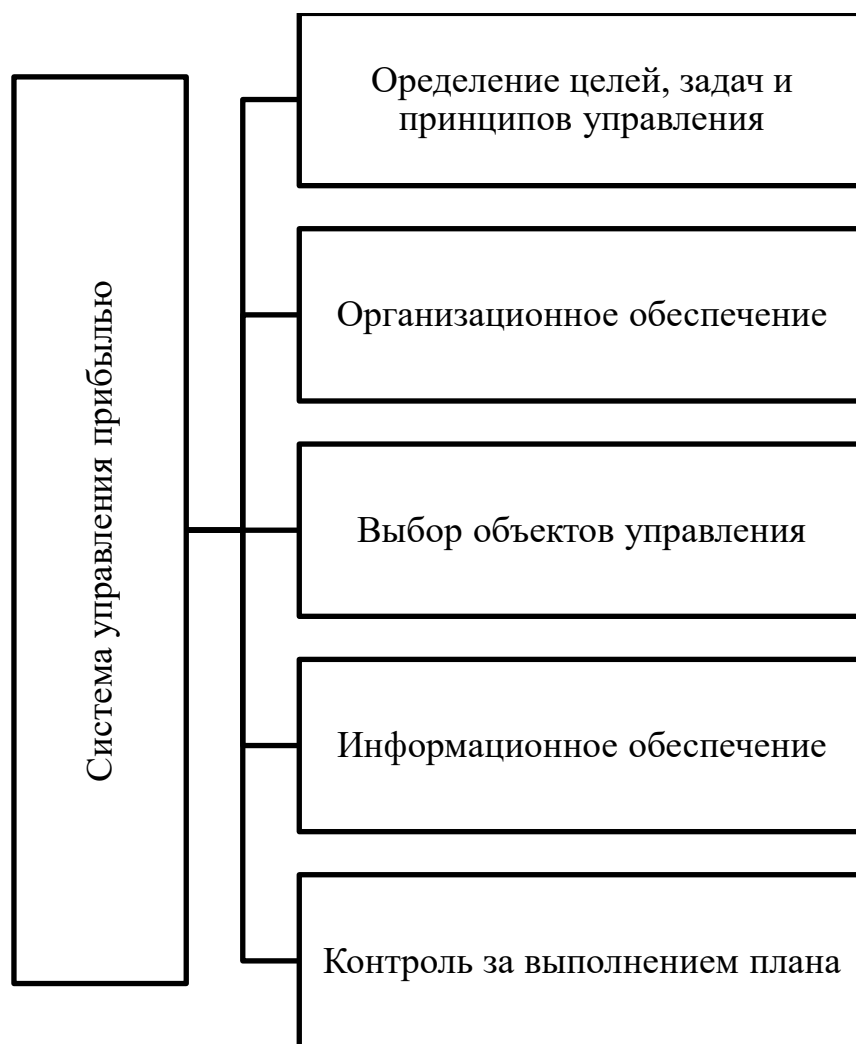 Система управления прибылью
Оределение целей, задач и
принципов управления
Организационное обеспечение
Выбор объектов управления
Информационное обеспечение
Контроль за выполнением плана